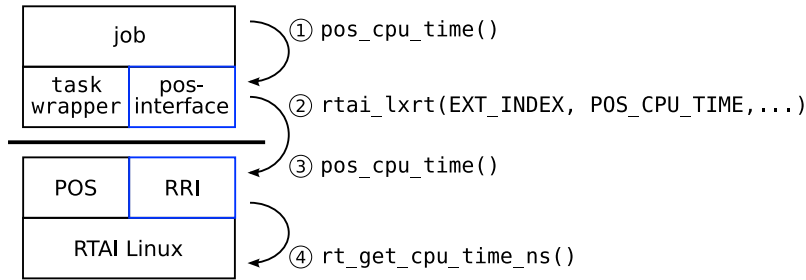 job
① pos_cpu_time()
task
wrapper
pos-
interface
② rtai_lxrt(EXT_INDEX, POS_CPU_TIME,...)
③ pos_cpu_time()
POS
RRI
RTAI Linux
④ rt_get_cpu_time_ns()